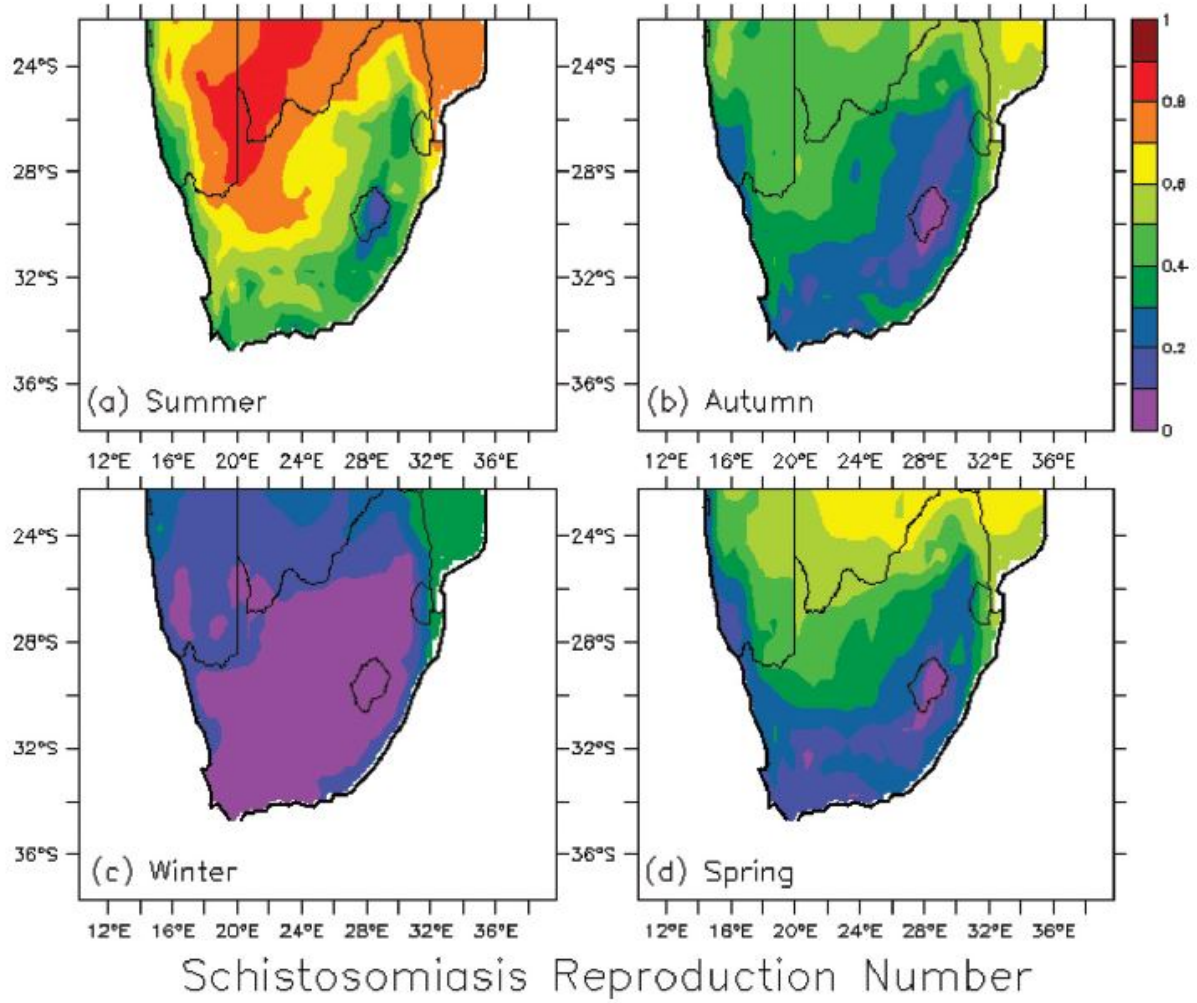 24°S
28°S
32°S
36°S
(a) Summer
12°E 16°E 20°E 24°E 28°E 32°E 36°E
24°S
28°S
32°S
36°S
(b) Autumn
12°E 16°E 20°E 24°E 28°E 32°E 36°E
1
0.8
0.6
0.4
0.2
0
24°S
28°S
32°S
36°S
(c) Winter
12°E 16°E 20°E 24°E 28°E 32°E 36°E
24°S
28°S
32°S
36°S
(d) Spring
12°E 16°E 20°E 24°E 28°E 32°E 36°E
Schistosomiasis Reproduction Number